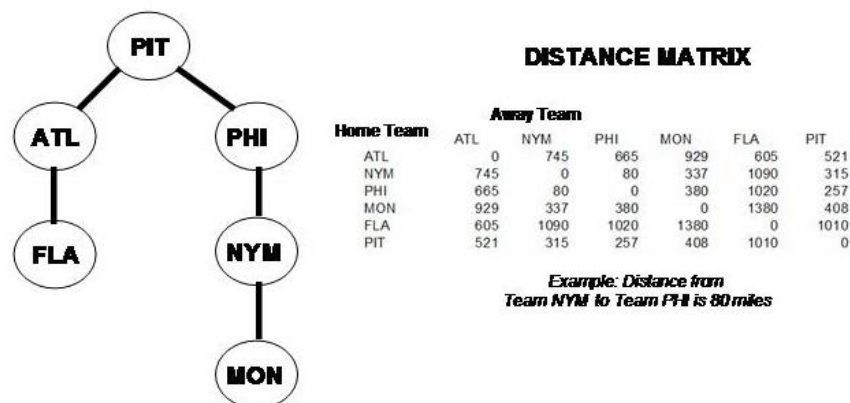 PIT
ATL
PHI
FLA
NYM
MON
DISTANCE MATRIX
Away Team
Home Team ATL NYM PHI MON FLA PIT
ATL 0 745 665 929 605 521
NYM 745 0 80 337 1090 315
PHI 665 80 0 380 1020 257
MON 929 337 380 0 1380 408
FLA 605 1090 1020 1380 0 1010
PIT 521 315 257 408 1010 0
Example: Distance from
Team NYM to Team PHI is 80 miles